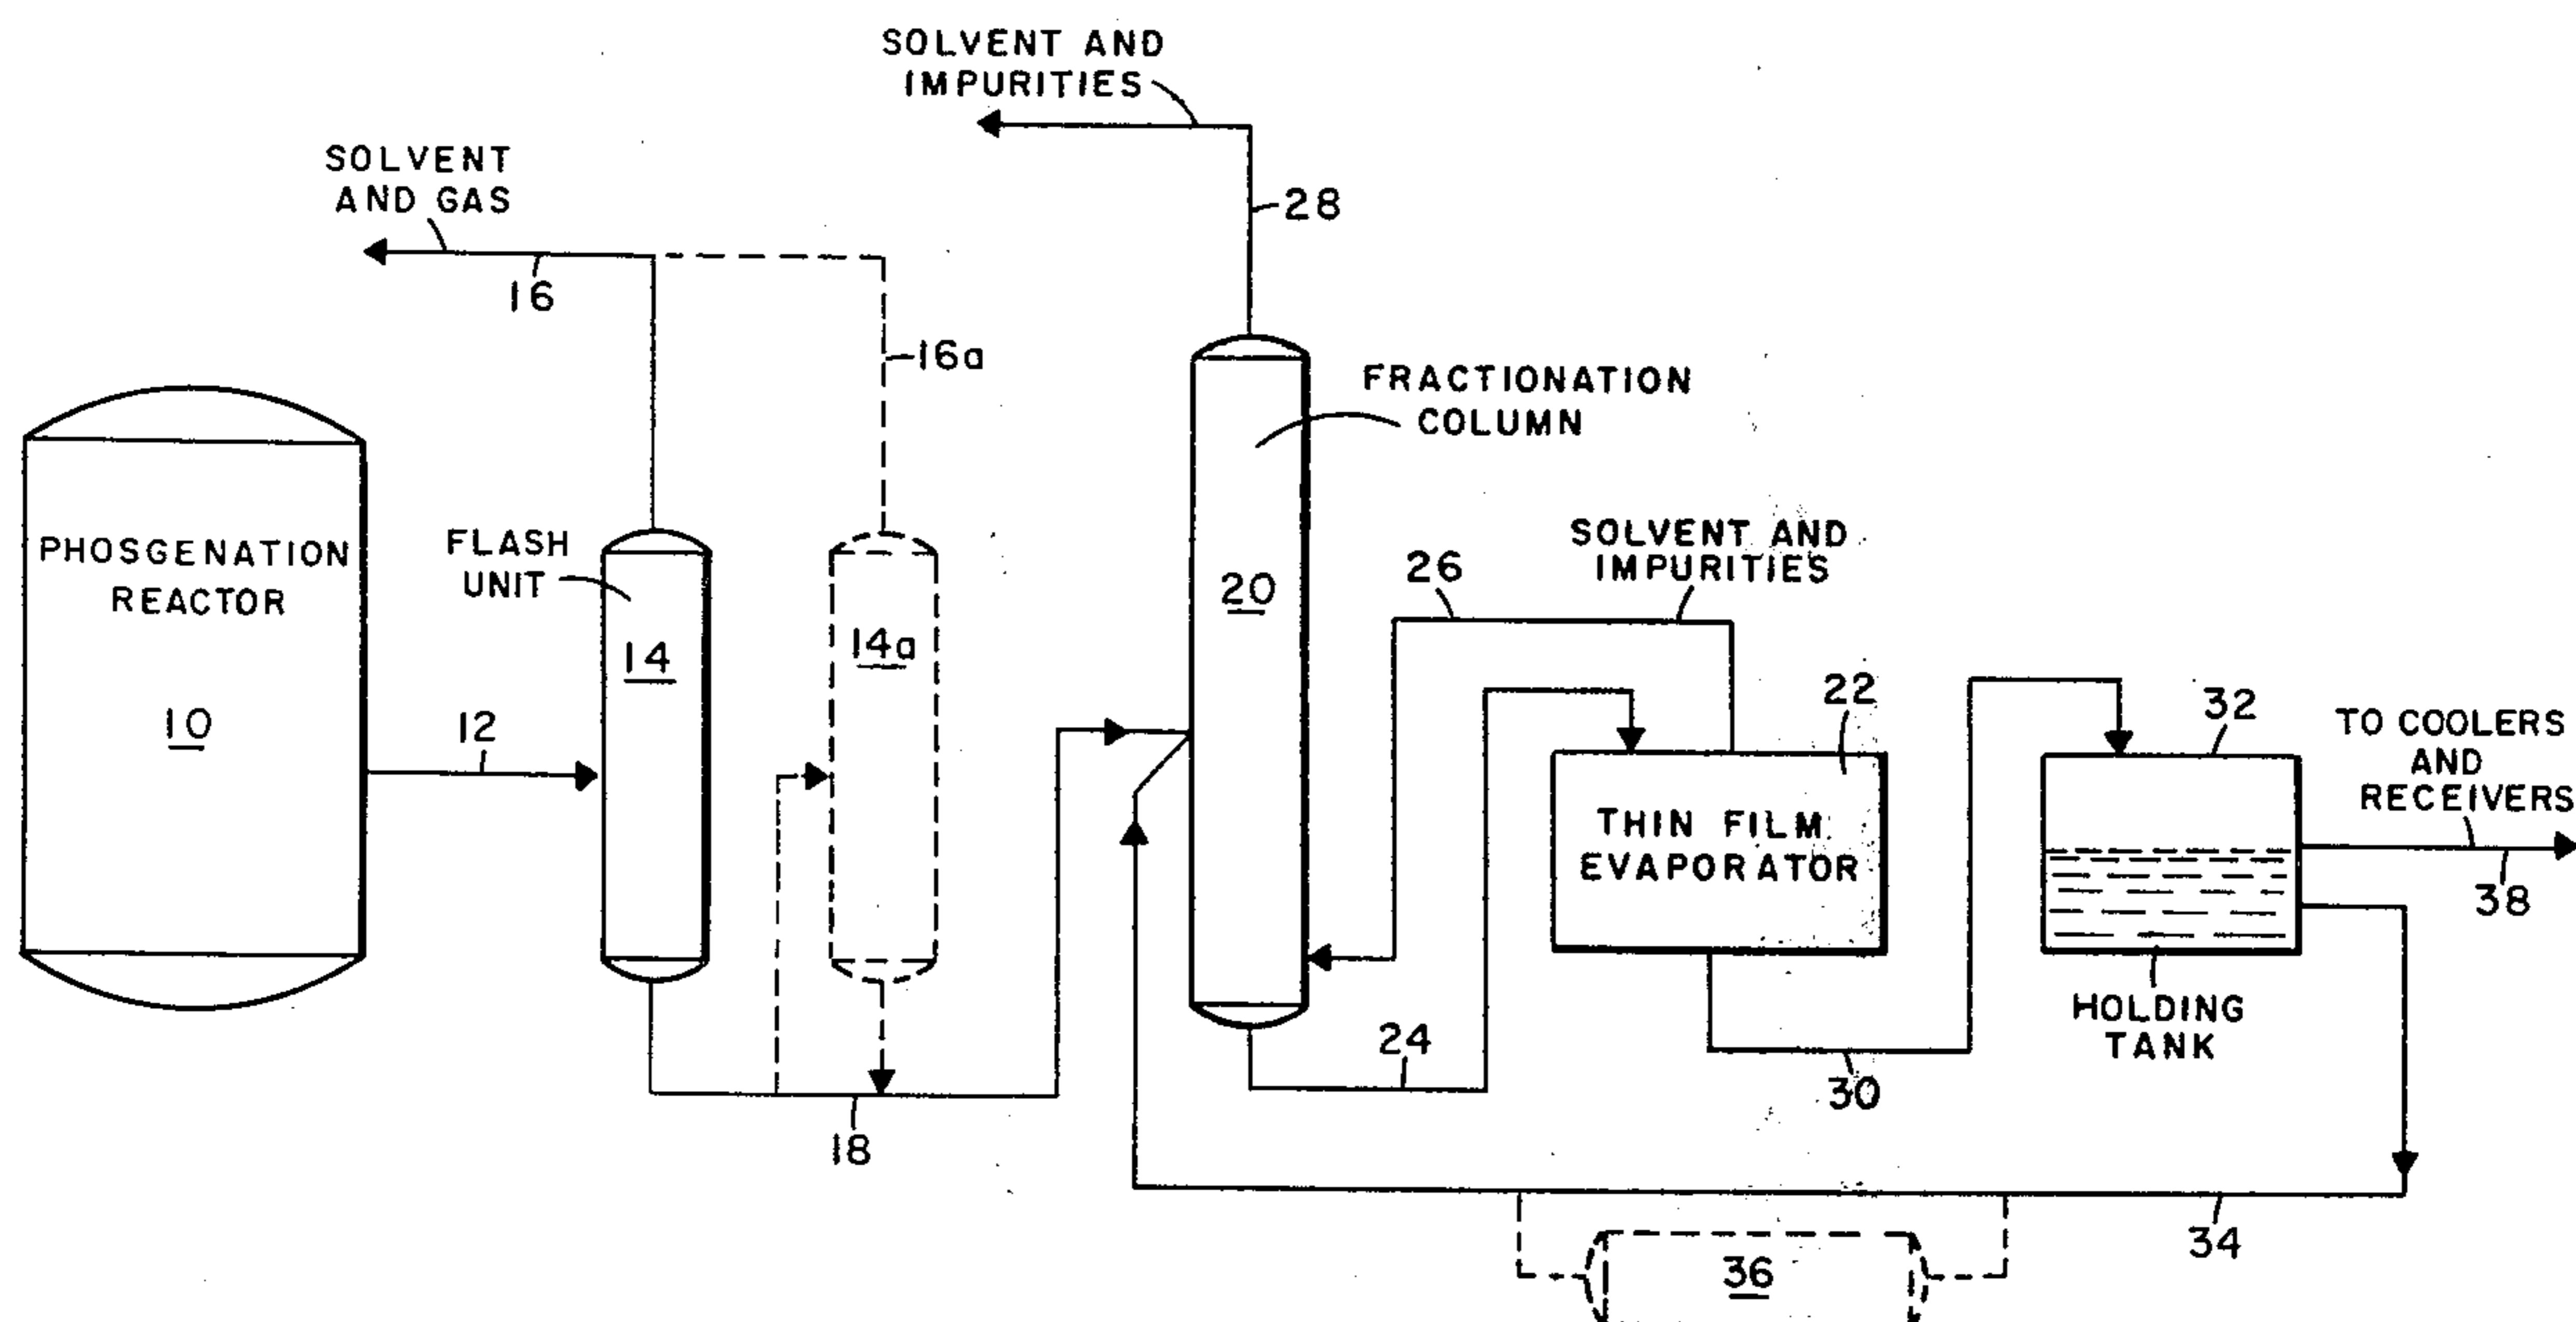 SOLVENT AND
IMPURITIES
28
SOLVENT
AND GAS
16
16a
FRACTIONATION
COLUMN
PHOSGENATION
REACTOR
10
12
FLASH
UNIT
14
14a
18
20
24
26
SOLVENT AND
IMPURITIES
22
THIN FILM
EVAPORATOR
30
32
HOLDING
TANK
TO COOLERS
AND
RECEIVERS
38
34
36